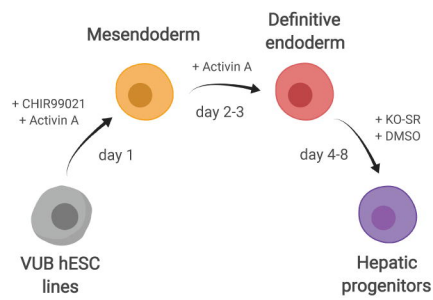 Mesendoderm
Definitive
endoderm
+ Activin A
+ CHIR99021
+ Activin A
day 2-3
+ KO-SR
+ DMSO
day 1
day 4-8
VUB hESC
lines
Hepatic
progenitors